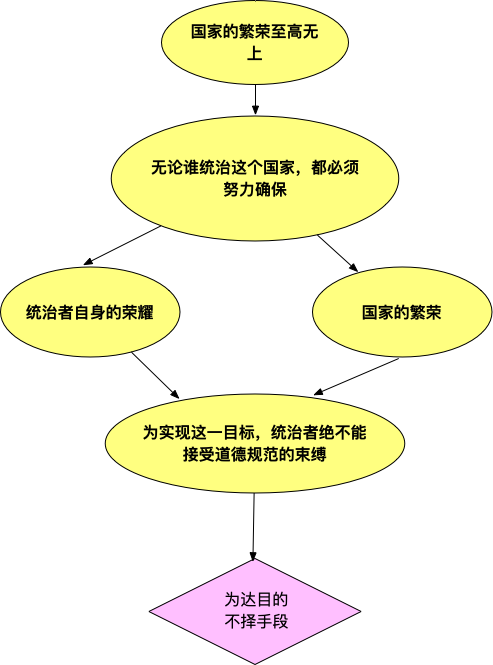 国家的繁荣至高无
上
无论谁统治这个国家，都必须
努力确保
统治者自身的荣耀
国家的繁荣
为实现这一目标，统治者绝不能
接受道德规范的束缚
为达目的
不择手段